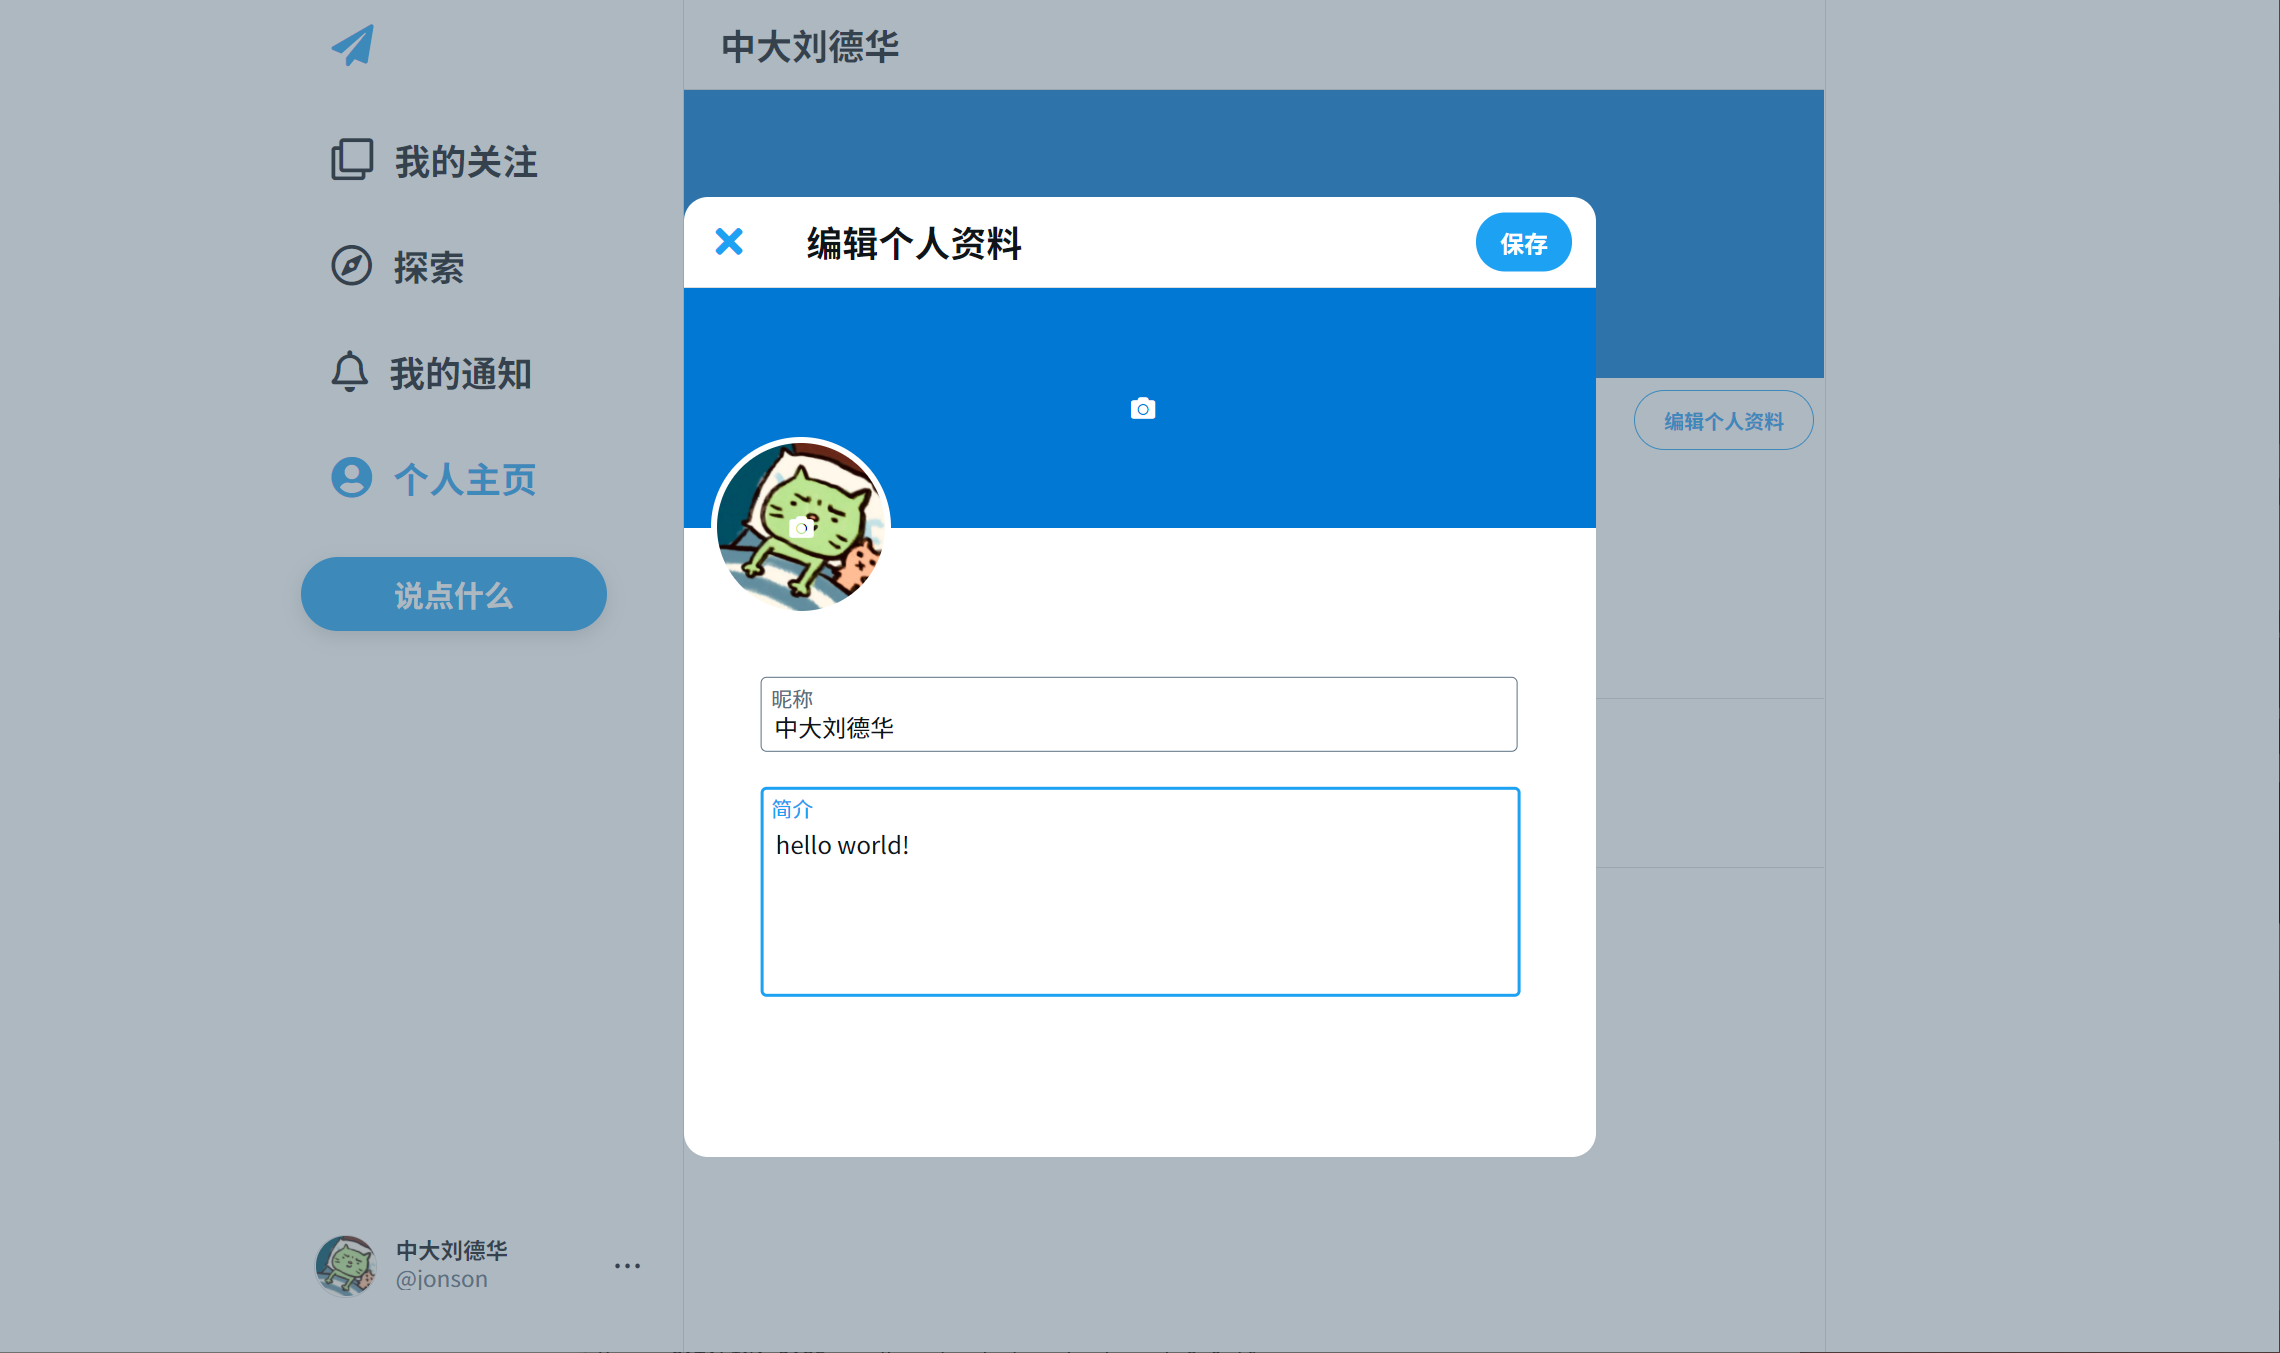 中大刘德华
我的关注
探索
我的通知
个人主页
说点什么
编辑个人资料
保存
编辑个人资料
昵称
中大刘德华
简介
hello world!
中大刘德华
@jonson